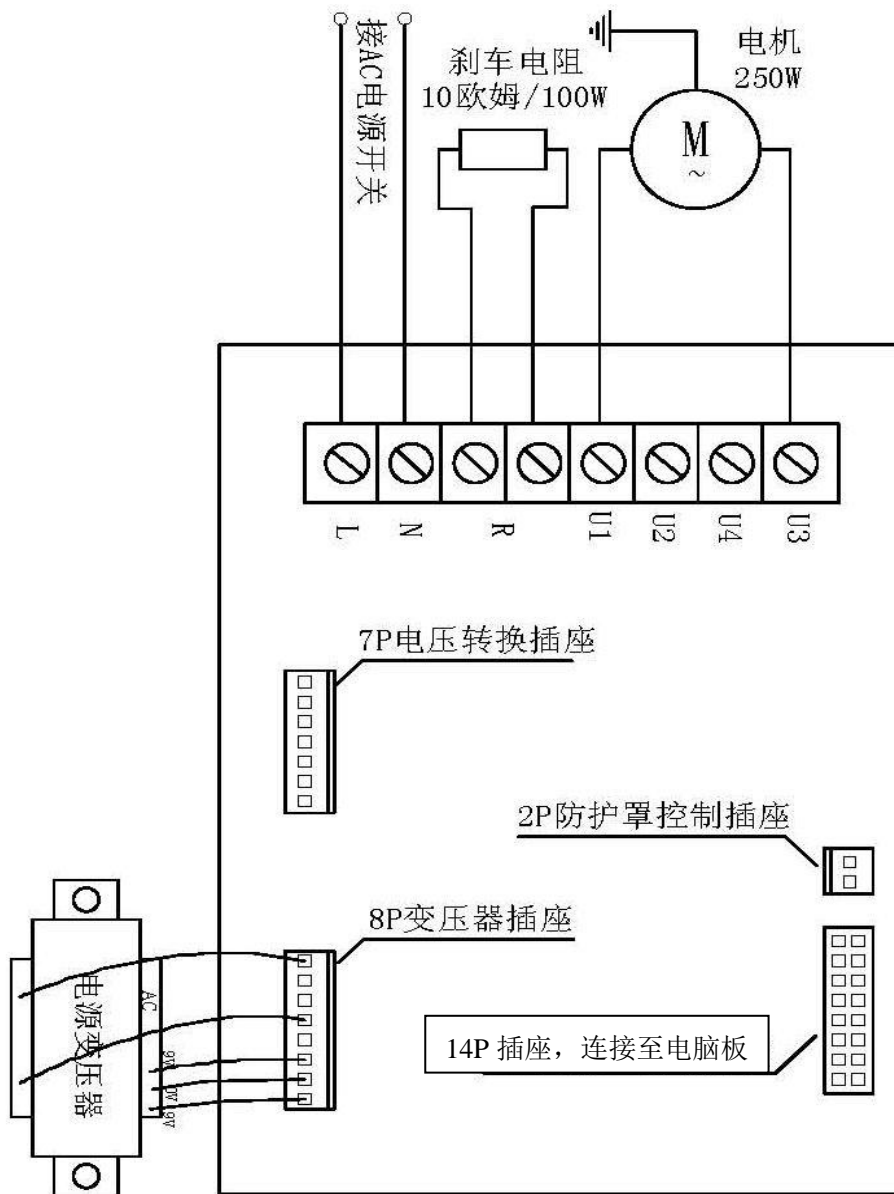 接AC电源开关
刹车电阻
10欧姆/100W
电机
250W
M
~
L
N
R
U1
U2
U4
U3
7P电压转换插座
2P防护罩控制插座
8P变压器插座
14P 插座，连接至电脑板
电源变压器
AC
9V
0V
9V